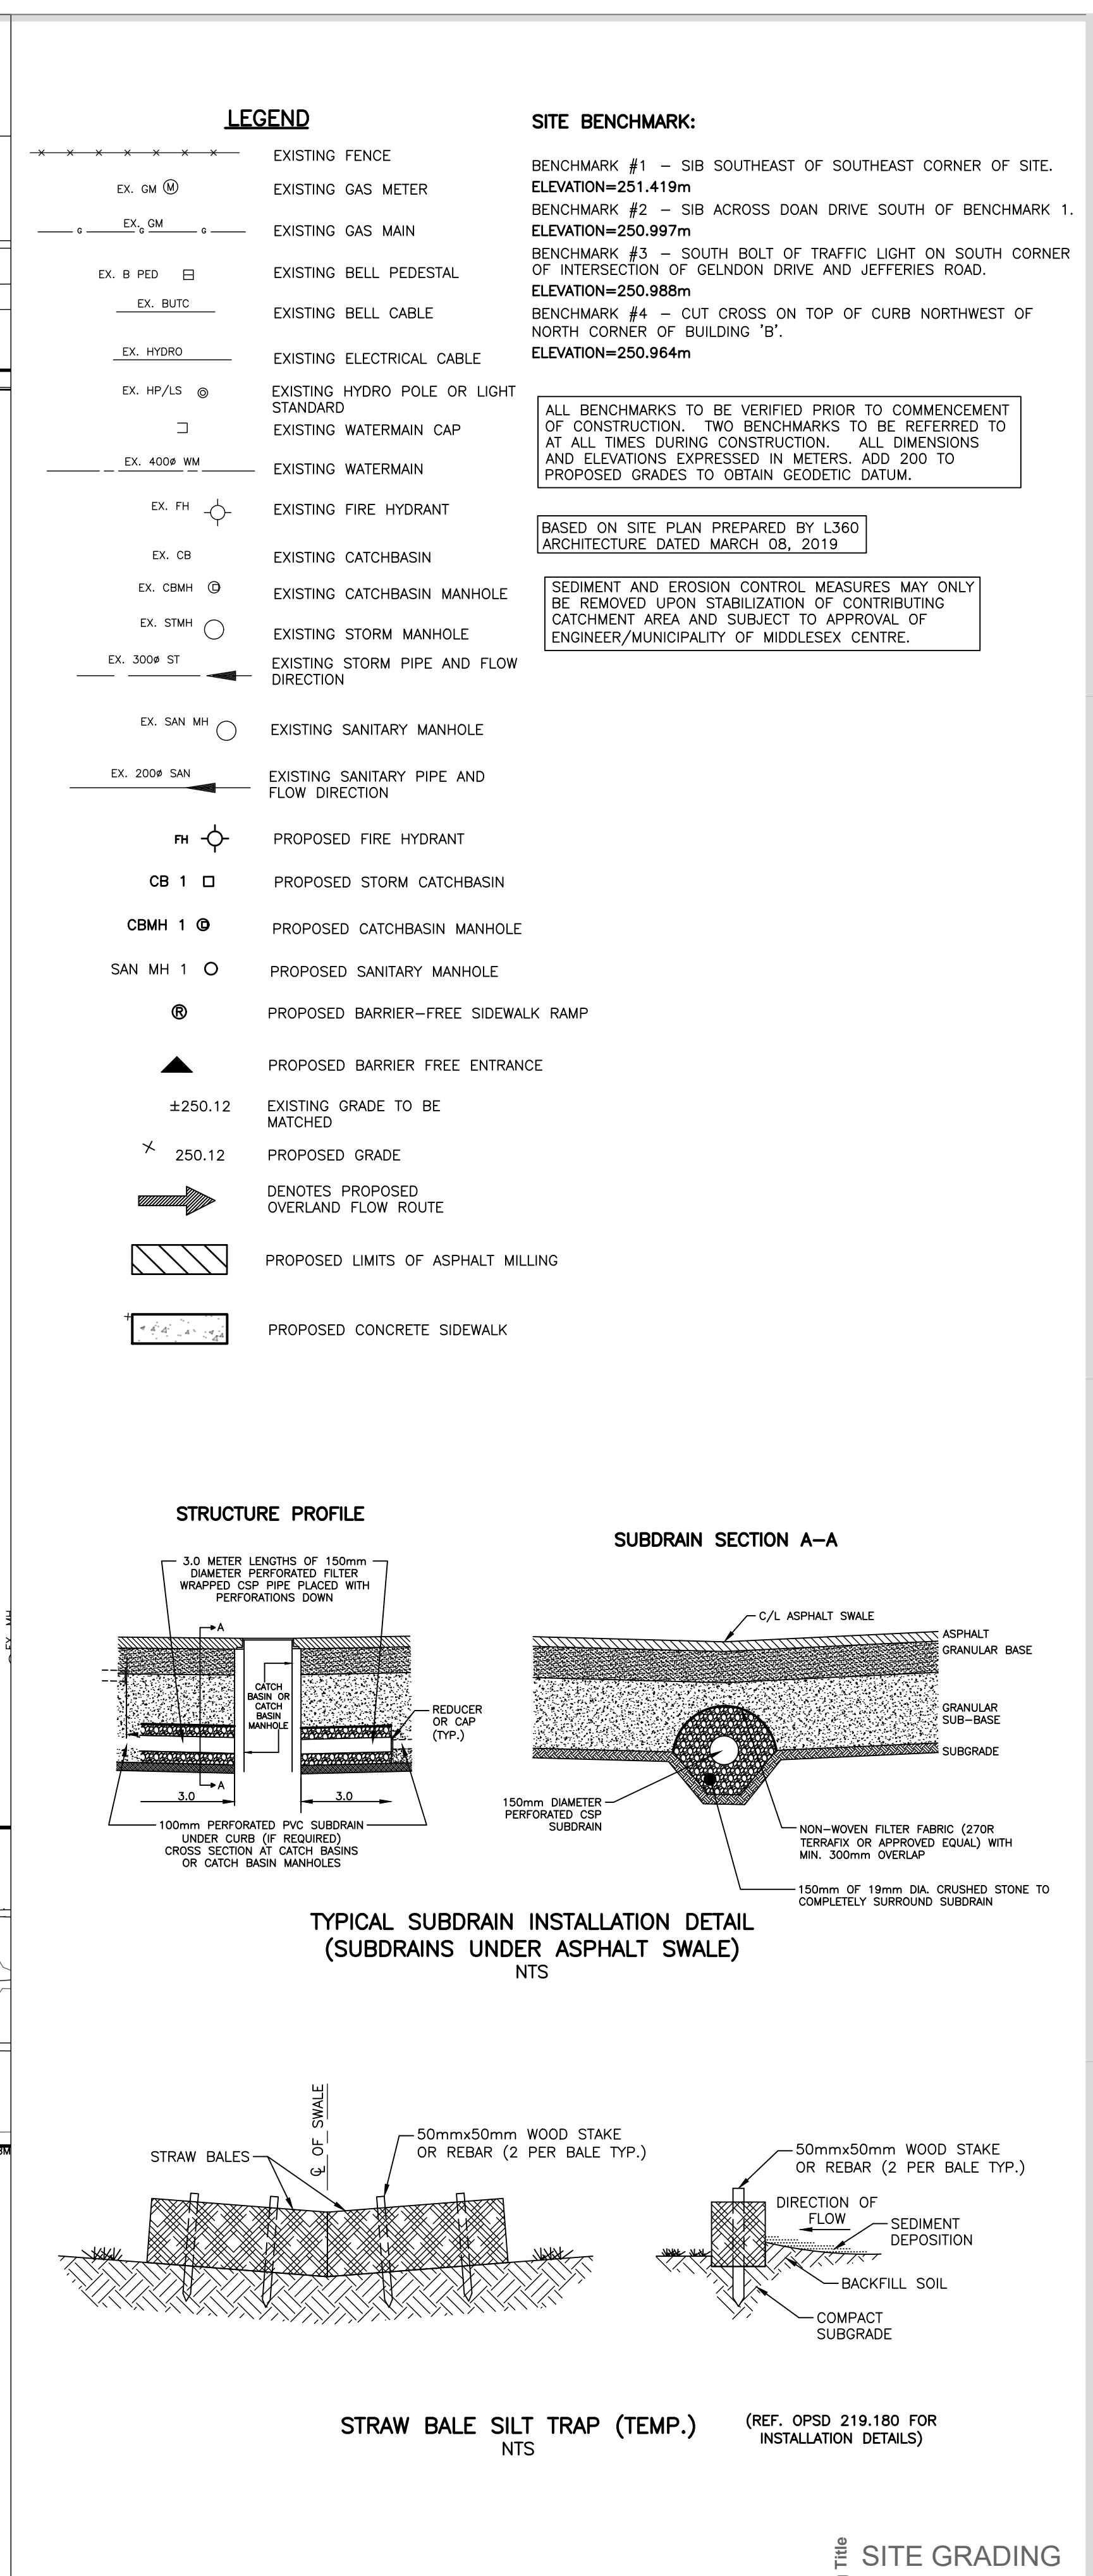 LEGEND
EXISTING FENCE
EX. GM M
EXISTING GAS METER
EX. GM
G G G
EXISTING GAS MAIN
EX. B PED
EXISTING BELL PEDESTAL
EX. BUTC
EXISTING BELL CABLE
EX. HYDRO
EXISTING ELECTRICAL CABLE
EX. HP/LS
EXISTING HYDRO POLE OR LIGHT
STANDARD
EXISTING WATERMAIN CAP
EX. 400ø WM
EXISTING WATERMAIN
EX. FH
EXISTING FIRE HYDRANT
EX. CB
EXISTING CATCHBASIN
EX. CBMH
EXISTING CATCHBASIN MANHOLE
EX. STMH
EXISTING STORM MANHOLE
EX. 300ø ST
EXISTING STORM PIPE AND FLOW
DIRECTION
EX. SAN MH
EXISTING SANITARY MANHOLE
EX. 200ø SAN
EXISTING SANITARY PIPE AND
FLOW DIRECTION
FH
PROPOSED FIRE HYDRANT
CB 1
PROPOSED STORM CATCHBASIN
CBMH 1
PROPOSED CATCHBASIN MANHOLE
SAN MH 1
PROPOSED SANITARY MANHOLE
R
PROPOSED BARRIER-FREE SIDEWALK RAMP
PROPOSED BARRIER FREE ENTRANCE
±250.12
EXISTING GRADE TO BE
MATCHED
250.12
PROPOSED GRADE
DENOTES PROPOSED
OVERLAND FLOW ROUTE
PROPOSED LIMITS OF ASPHALT MILLING
PROPOSED CONCRETE SIDEWALK
SITE BENCHMARK:
BENCHMARK #1 - SIB SOUTHEAST OF SOUTHEAST CORNER OF SITE.
ELEVATION=251.419m
BENCHMARK #2 - SIB ACROSS DOAN DRIVE SOUTH OF BENCHMARK 1.
ELEVATION=250.997m
BENCHMARK #3 - SOUTH BOLT OF TRAFFIC LIGHT ON SOUTH CORNER
OF INTERSECTION OF GELNDON DRIVE AND JEFFERIES ROAD.
ELEVATION=250.988m
BENCHMARK #4 - CUT CROSS ON TOP OF CURB NORTHWEST OF
NORTH CORNER OF BUILDING 'B'.
ELEVATION=250.964m
ALL BENCHMARKS TO BE VERIFIED PRIOR TO COMMENCEMENT
OF CONSTRUCTION. TWO BENCHMARKS TO BE REFERRED TO
AT ALL TIMES DURING CONSTRUCTION. ALL DIMENSIONS
AND ELEVATIONS EXPRESSED IN METERS. ADD 200 TO
PROPOSED GRADES TO OBTAIN GEODETIC DATUM.
BASED ON SITE PLAN PREPARED BY L360
ARCHITECTURE DATED MARCH 08, 2019
SEDIMENT AND EROSION CONTROL MEASURES MAY ONLY
BE REMOVED UPON STABILIZATION OF CONTRIBUTING
CATCHMENT AREA AND SUBJECT TO APPROVAL OF
ENGINEER/MUNICIPALITY OF MIDDLESEX CENTRE.
STRUCTURE PROFILE
3.0 METER LENGTHS OF 150mm
DIAMETER PERFORATED FILTER
WRAPPED CSP PIPE PLACED WITH
PERFORATIONS DOWN
A
CATCH
BASIN OR
CATCH
BASIN
MANHOLE
REDUCER
OR CAP
(TYP.)
A
3.0
3.0
100mm PERFORATED PVC SUBDRAIN
UNDER CURB (IF REQUIRED)
CROSS SECTION AT CATCH BASINS
OR CATCH BASIN MANHOLES
SUBDRAIN SECTION A-A
C/L ASPHALT SWALE
ASPHALT
GRANULAR BASE
GRANULAR
SUB-BASE
SUBGRADE
150mm DIAMETER
PERFORATED CSP
SUBDRAIN
NON-WOVEN FILTER FABRIC (270R
TERRAFIX OR APPROVED EQUAL) WITH
MIN. 300mm OVERLAP
150mm OF 19mm DIA. CRUSHED STONE TO
COMPLETELY SURROUND SUBDRAIN
TYPICAL SUBDRAIN INSTALLATION DETAIL
(SUBDRAINS UNDER ASPHALT SWALE)
NTS
℄ OF SWALE
STRAW BALES
50mmx50mm WOOD STAKE
OR REBAR (2 PER BALE TYP.)
50mmx50mm WOOD STAKE
OR REBAR (2 PER BALE TYP.)
DIRECTION OF
FLOW
SEDIMENT
DEPOSITION
BACKFILL SOIL
COMPACT
SUBGRADE
STRAW BALE SILT TRAP (TEMP.)
NTS
(REF. OPSD 219.180 FOR
INSTALLATION DETAILS)
Title
SITE GRADING